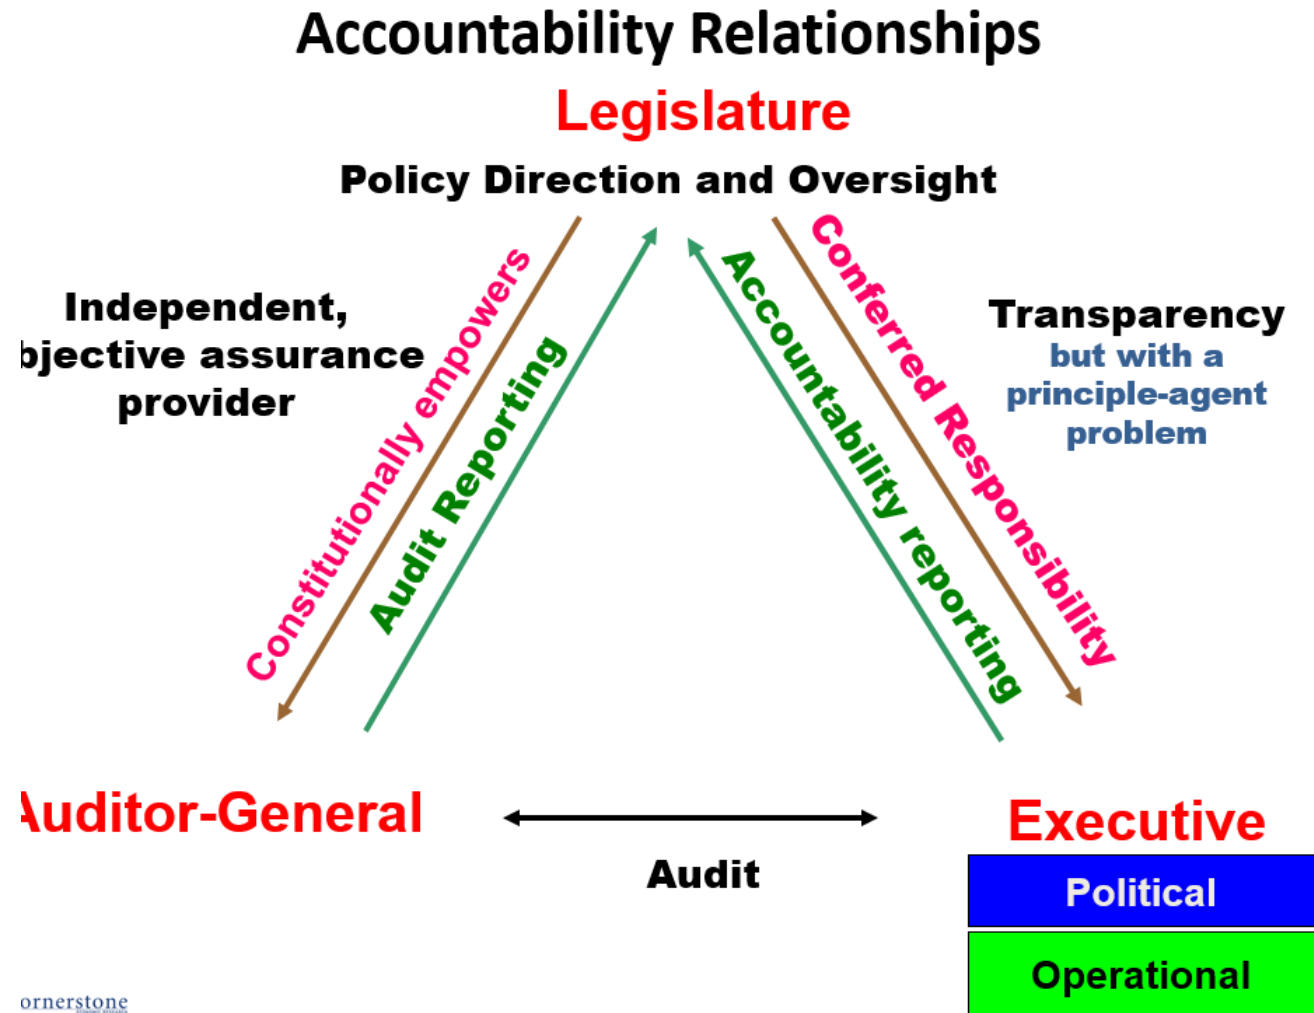 Accountability Relationships
Legislature
Policy Direction and Oversight
Independent,
bjective assurance
provider
Constitutionally empowers
Audit Reporting
Accountability reporting
Conferred Responsibility
Transparency
but with a
principle-agent
problem
Auditor-General
Audit
Executive
Political
Operational
ornerstone